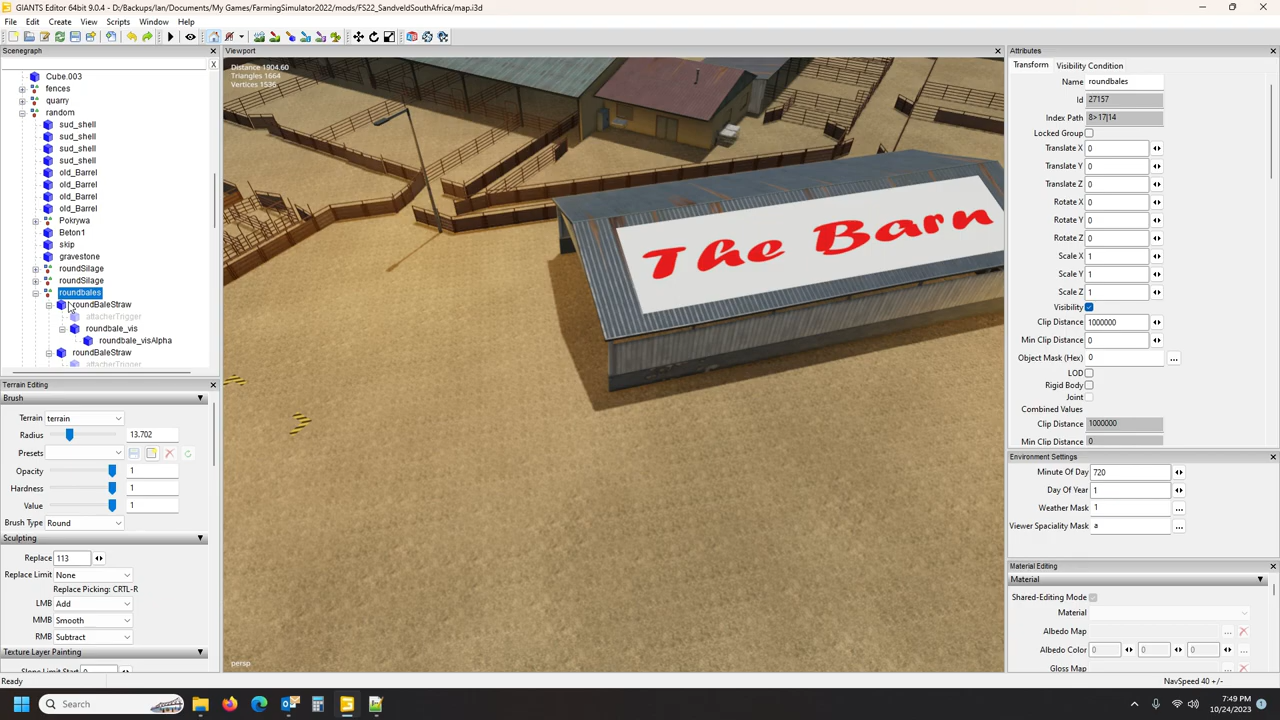 GIANTS Editor 64bit 9.0.4 - D:/Backups/Ian/Documents/My Games/FarmingSimulator2022/mods/FS22_SandveldSouthAfrica/map.i3d
File Edit Create View Scripts Window Help
Scenegraph
X
Cube.003
fences
quarry
random
sud_shell
sud_shell
sud_shell
sud_shell
old_Barrel
old_Barrel
old_Barrel
old_Barrel
Pokrywa
Beton1
skip
gravestone
roundSilage
roundSilage
roundbales
roundBaleStraw
attacherTrigger
roundbale_vis
roundbale_visAlpha
roundBaleStraw
attacherTrigger
Terrain Editing
Brush
Terrain terrain
Radius 13.702
Presets
Opacity 1
Hardness 1
Value 1
Brush Type Round
Sculpting
Replace 113
Replace Limit None
Replace Picking: CRTL-R
LMB Add
MMB Smooth
RMB Subtract
Texture Layer Painting
Slope Limit Start 0
Ready
Viewport
Distance 1904.60
Triangles 1664
Vertices 1536
The Barn
persp
Attributes
Transform Visibility Condition
Name roundbales
Id 27157
Index Path 8>17|14
Locked Group
Translate X 0
Translate Y 0
Translate Z 0
Rotate X 0
Rotate Y 0
Rotate Z 0
Scale X 1
Scale Y 1
Scale Z 1
Visibility
Clip Distance 1000000
Min Clip Distance 0
Object Mask (Hex) 0 ...
LOD
Rigid Body
Joint
Combined Values
Clip Distance 1000000
Min Clip Distance 0
Environment Settings
Minute Of Day 720
Day Of Year 1
Weather Mask 1 ...
Viewer Spaciality Mask a ...
Material Editing
Material
Shared-Editing Mode
Material
Albedo Map ...
Albedo Color 0 0 0 ...
Gloss Map
NavSpeed 40 +/-
Search
7:49 PM
10/24/2023